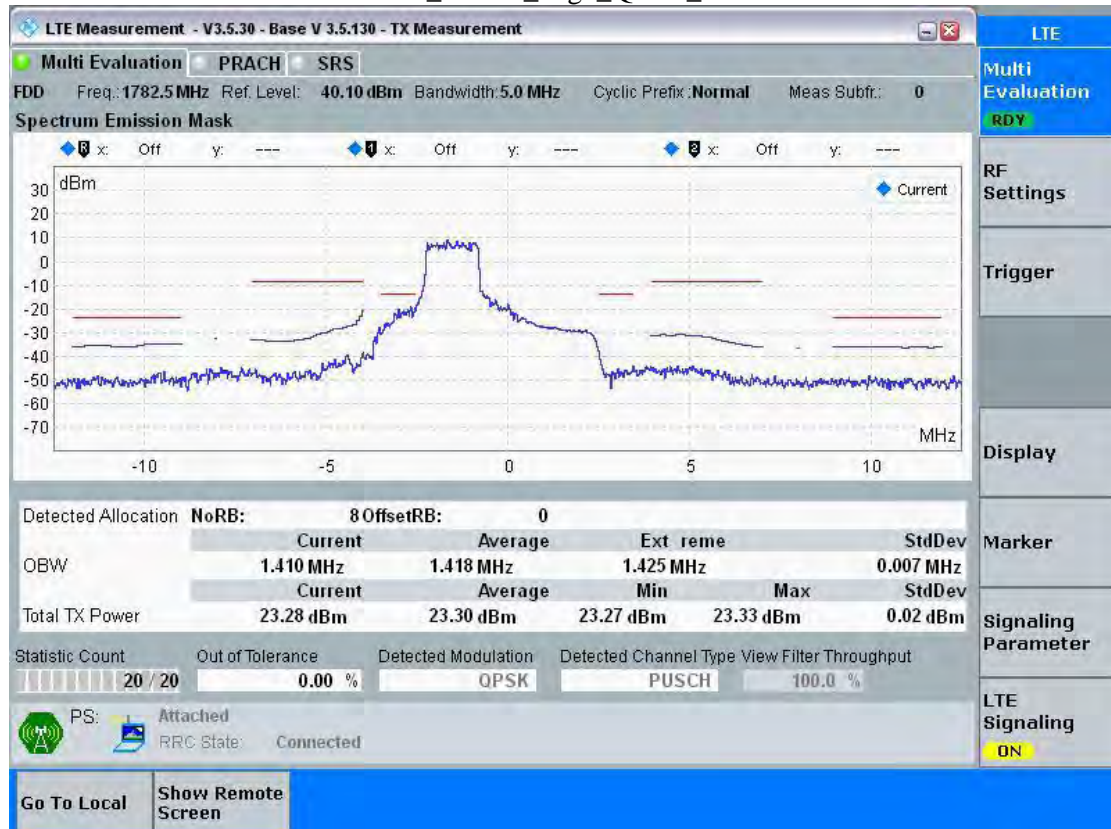 LTE Measurement - V3.5.30 - Base V 3.5.130 - TX Measurement
LTE
Multi Evaluation PRACH SRS
Multi
Evaluation
RDY
FDD Freq.: 1782.5 MHz Ref. Level: 40.10 dBm Bandwidth: 5.0 MHz Cyclic Prefix : Normal Meas Subfr.: 0
Spectrum Emission Mask
R x: Off y: --- 1 x: Off y: --- 2 x: Off y: ---
dBm
Current
30
20
10
0
-10
-20
-30
-40
-50
-60
-70
MHz
-10 -5 0 5 10
RF
Settings
Trigger
Display
Marker
Signaling
Parameter
LTE
Signaling
ON
Detected Allocation NoRB: 8 OffsetRB: 0
Current Average Ext reme StdDev
OBW 1.410 MHz 1.418 MHz 1.425 MHz 0.007 MHz
Current Average Min Max StdDev
Total TX Power 23.28 dBm 23.30 dBm 23.27 dBm 23.33 dBm 0.02 dBm
Statistic Count Out of Tolerance Detected Modulation Detected Channel Type View Filter Throughput
20 / 20 0.00 % QPSK PUSCH 100.0 %
PS: Attached
RRC State: Connected
Go To Local
Show Remote
Screen